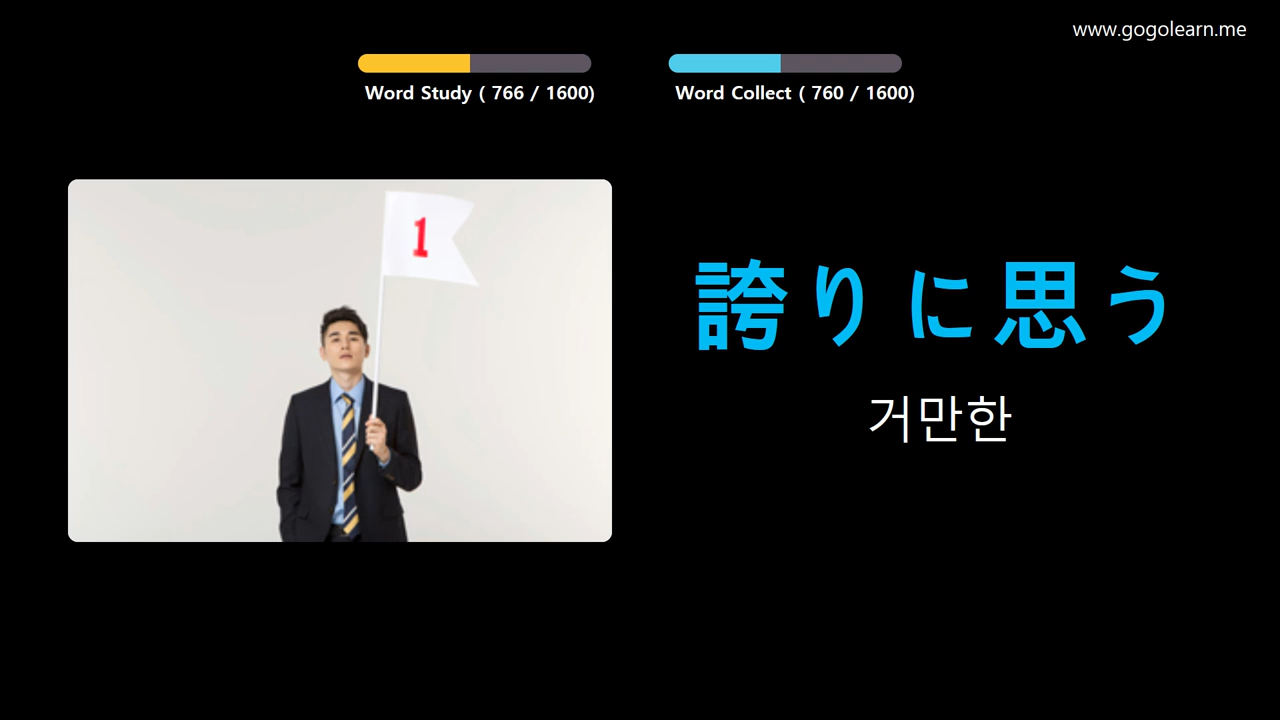 www.gogolearn.me
Word Study ( 766 / 1600)
Word Collect ( 760 / 1600)
1
誇りに思う
거만한